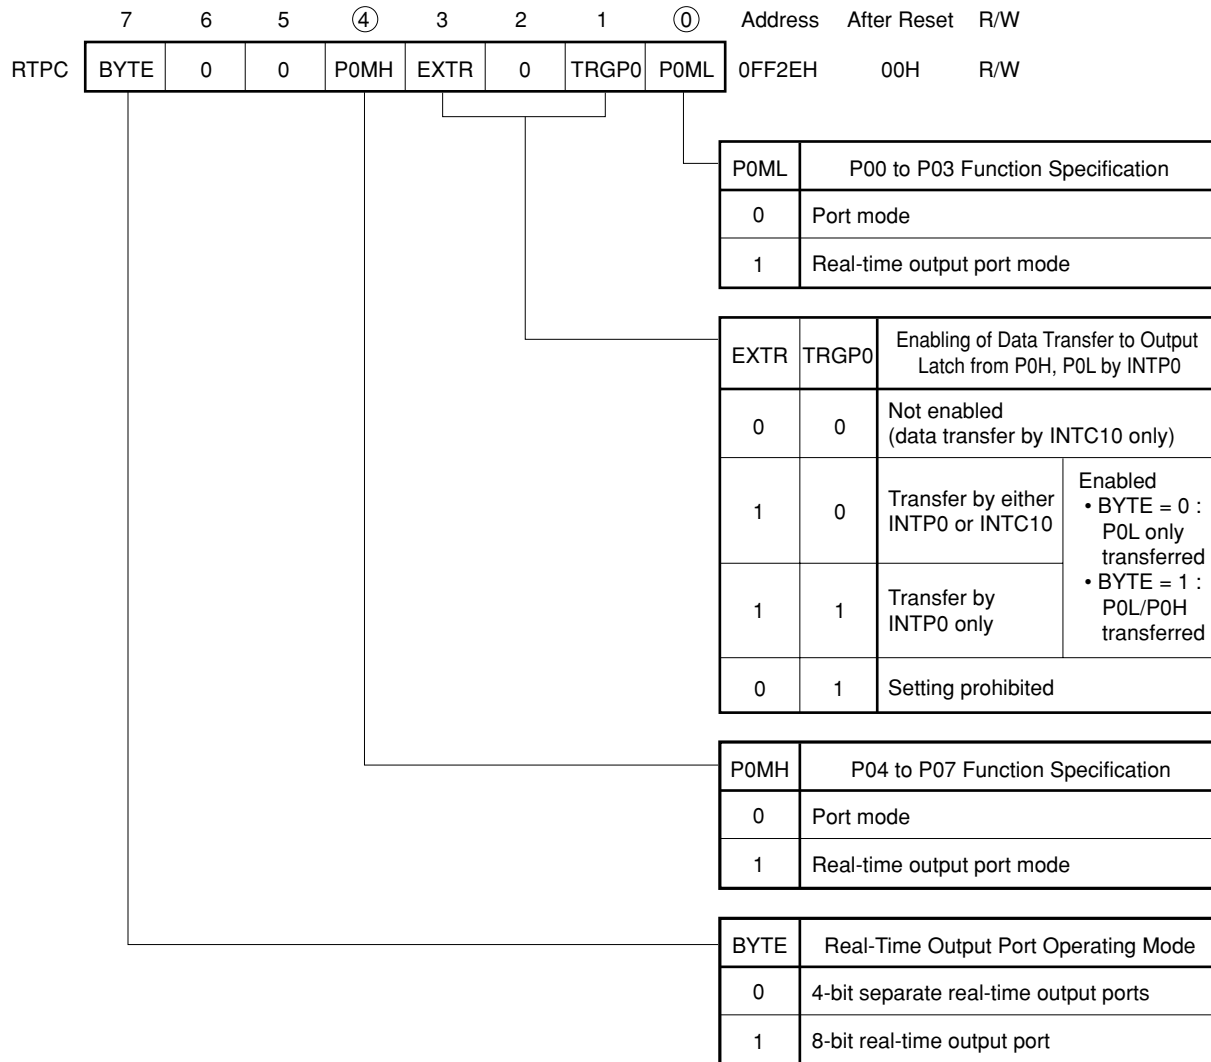 7 6 5 4 3 2 1 0 Address After Reset R/W
RTPC BYTE 0 0 P0MH EXTR 0 TRGP0 P0ML 0FF2EH 00H R/W
P0ML P00 to P03 Function Specification
0 Port mode
1 Real-time output port mode
EXTR TRGP0 Enabling of Data Transfer to Output
Latch from P0H, P0L by INTP0
0 0 Not enabled
(data transfer by INTC10 only)
1 0 Transfer by either
INTP0 or INTC10
1 1 Transfer by
INTP0 only
Enabled
• BYTE = 0 :
P0L only
transferred
• BYTE = 1 :
P0L/P0H
transferred
0 1 Setting prohibited
P0MH P04 to P07 Function Specification
0 Port mode
1 Real-time output port mode
BYTE Real-Time Output Port Operating Mode
0 4-bit separate real-time output ports
1 8-bit real-time output port